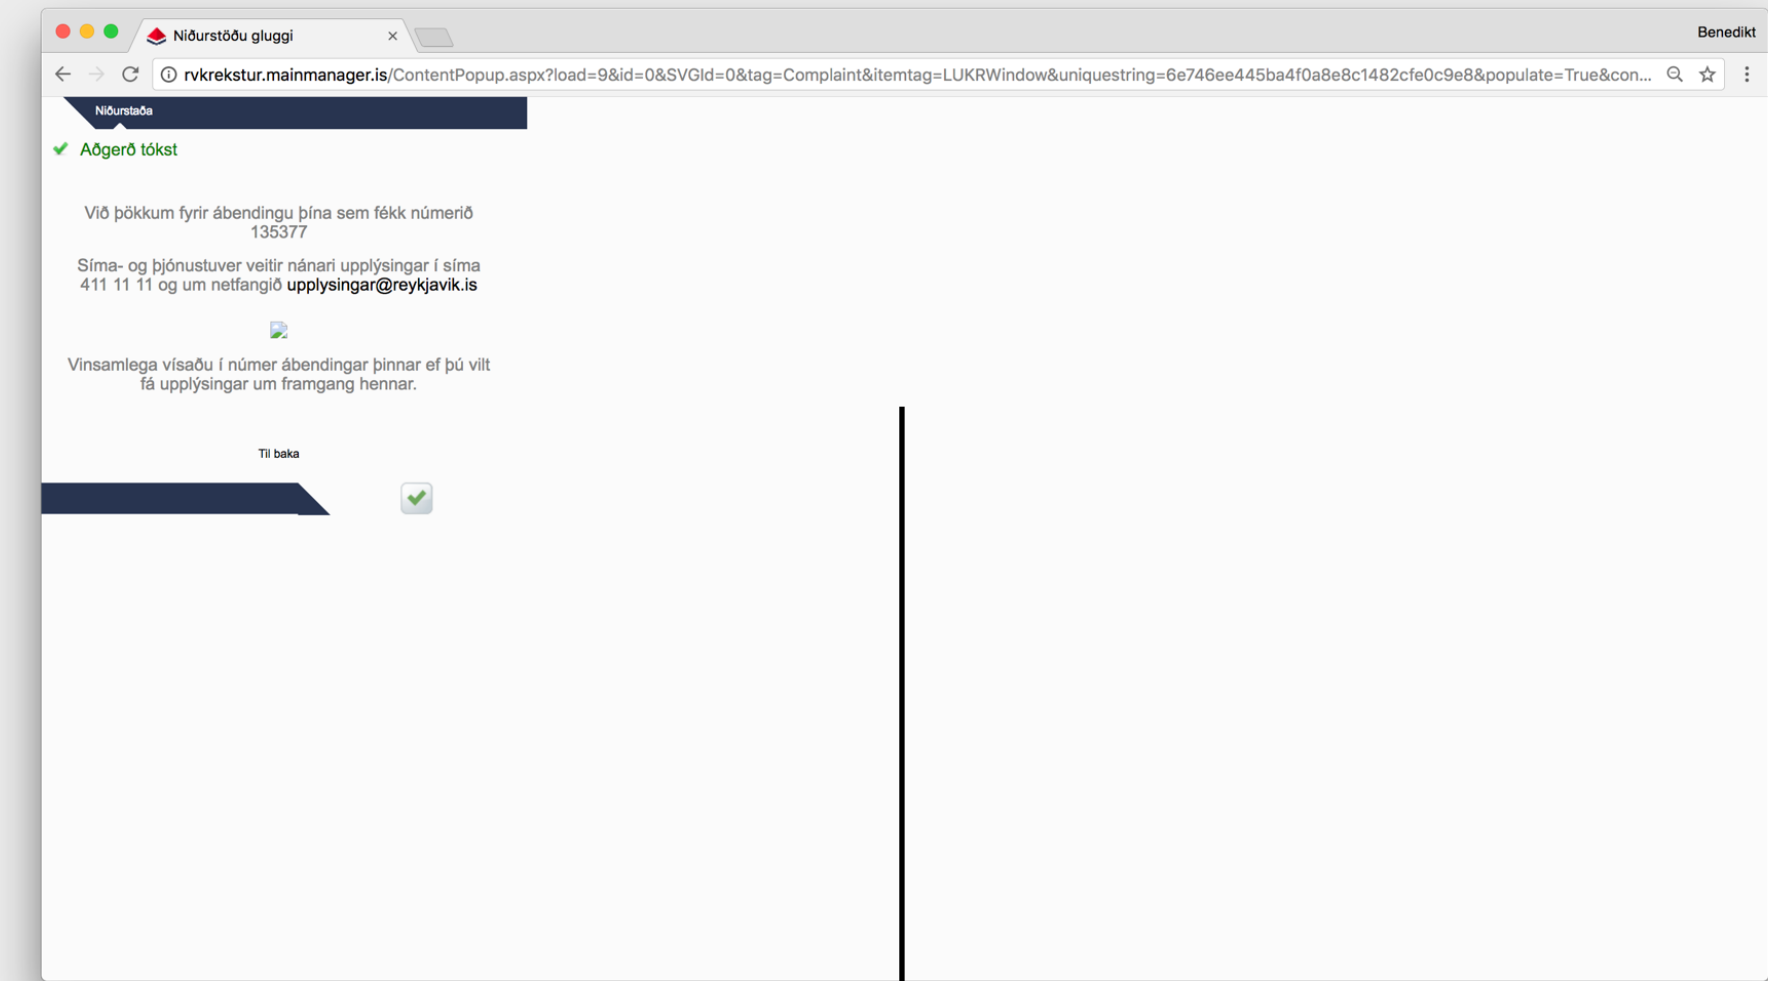 Niðurstöðu gluggi
Benedikt
rvkrekstur.mainmanager.is/ContentPopup.aspx?load=9&id=0&SVGId=0&tag=Complaint&itemtag=LUKRWindow&uniquestring=6e746ee445ba4f0a8e8c1482cfe0c9e8&populate=True&con...
Niðurstaða
Aðgerð tókst
Við þökkum fyrir ábendingu þína sem fékk númerið
135377
Síma- og þjónustuver veitir nánari upplýsingar í síma
411 11 11 og um netfangið upplysingar@reykjavik.is
Vinsamlega vísaðu í númer ábendingar þinnar ef þú vilt
fá upplýsingar um framgang hennar.
Til baka